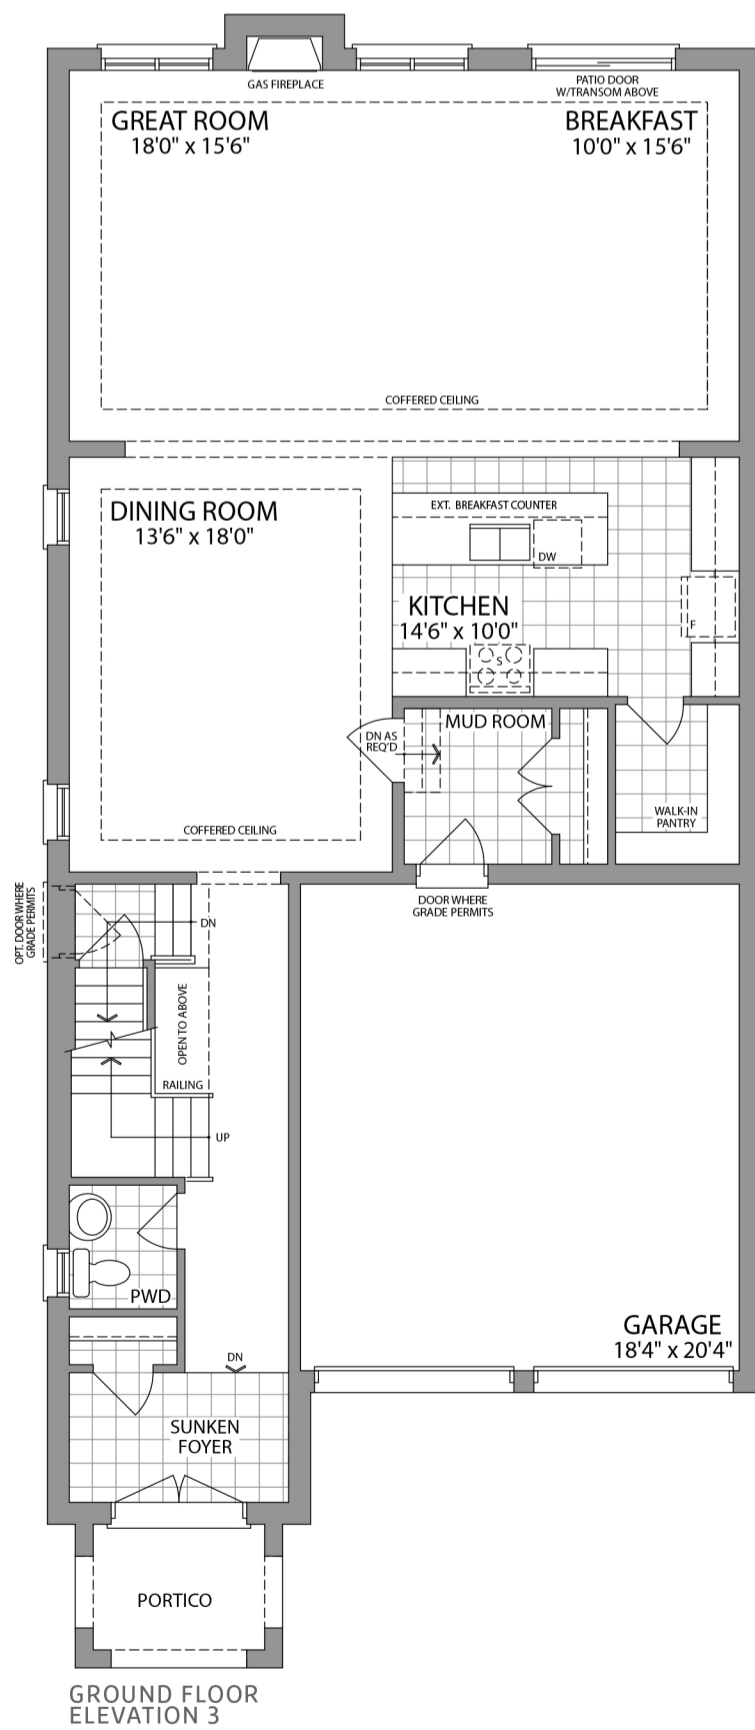 GAS FIREPLACE
PATIO DOOR
W/TRANSOM ABOVE
GREAT ROOM
18'0" x 15'6"
BREAKFAST
10'0" x 15'6"
COFFERED CEILING
DINING ROOM
13'6" x 18'0"
EXT. BREAKFAST COUNTER
DW
KITCHEN
14'6" x 10'0"
F
S
MUD ROOM
DN AS
REQ'D
WALK-IN
PANTRY
COFFERED CEILING
OPT. DOOR WHERE
GRADE PERMITS
DOOR WHERE
GRADE PERMITS
DN
OPEN TO ABOVE
RAILING
UP
PWD
GARAGE
18'4" x 20'4"
DN
SUNKEN
FOYER
PORTICO
GROUND FLOOR
ELEVATION 3